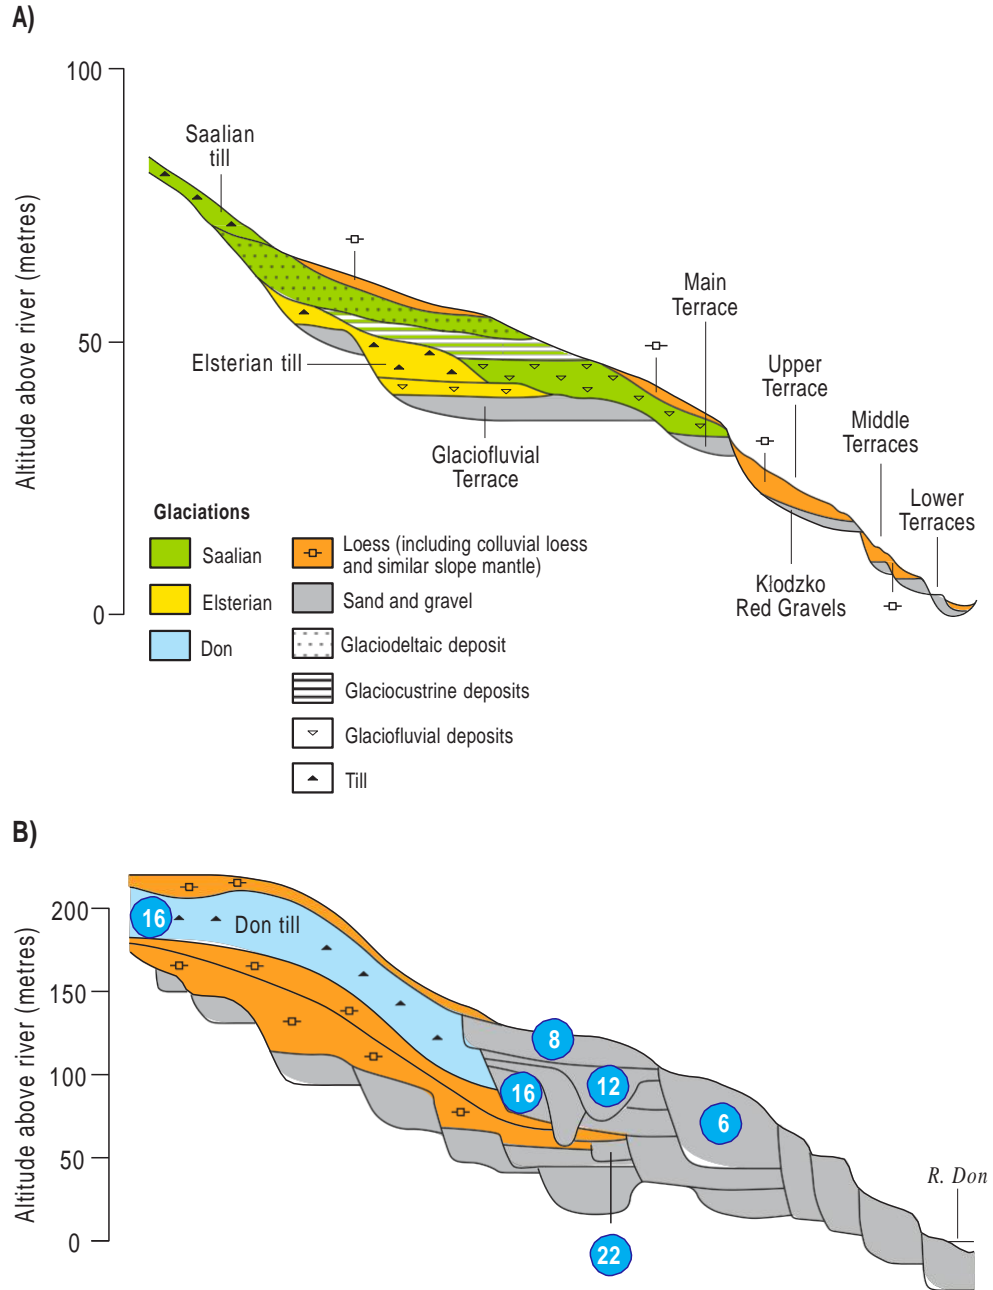 A)
100
50
0
Altitude above river (metres)
Saalian
till
Elsterian till
Glaciofluvial
Terrace
Main
Terrace
Upper
Terrace
Middle
Terraces
Lower
Terraces
Kłodzko
Red Gravels
Glaciations
Saalian
Elsterian
Don
Loess (including colluvial loess
and similar slope mantle)
Sand and gravel
Glaciodeltaic deposit
Glaciocustrine deposits
Glaciofluvial deposits
Till
B)
200
150
100
50
0
Altitude above river (metres)
16
Don till
8
16
12
6
22
R. Don